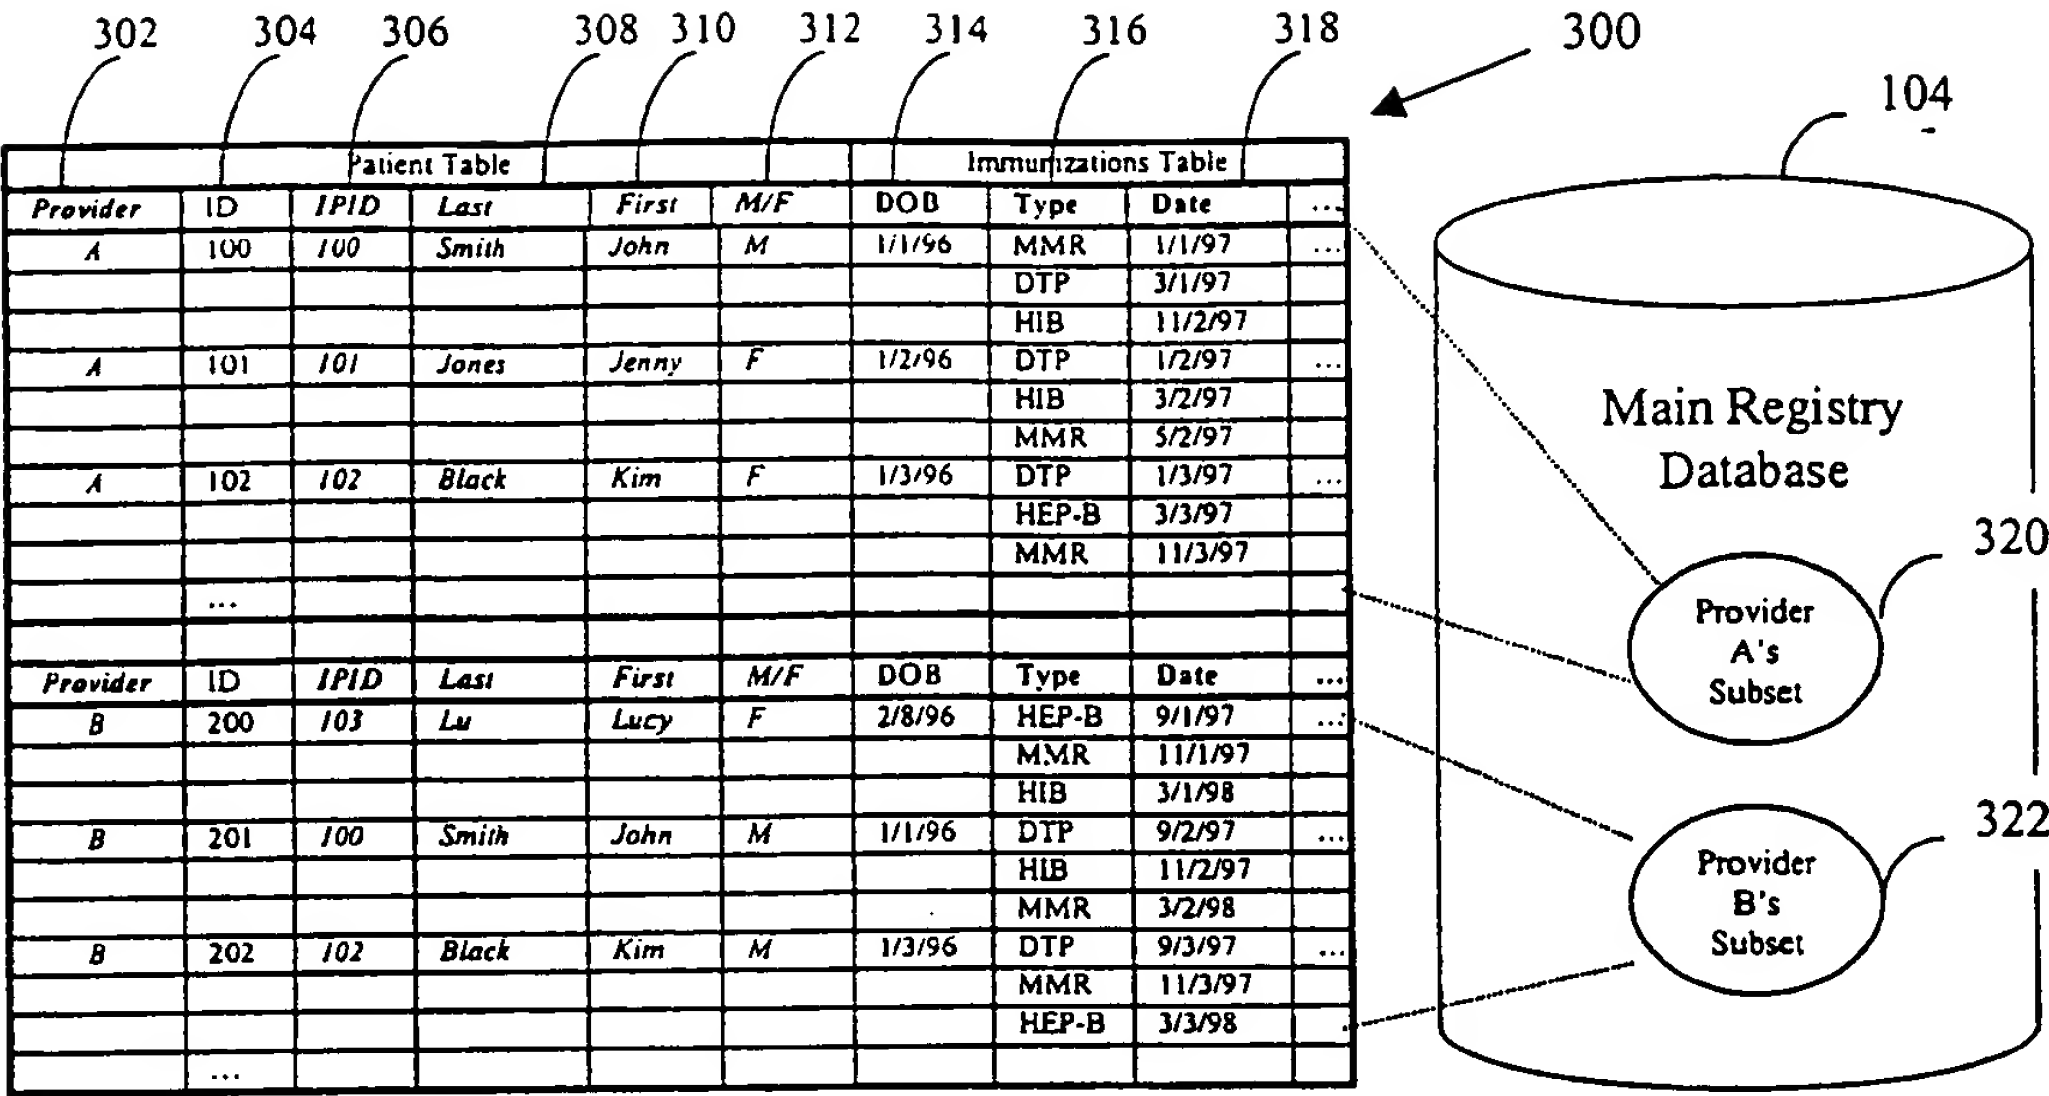 302 304 306 308 310 312 314 316 318 300
104
Patient Table Immunizations Table
Provider ID IPID Last First M/F DOB Type Date ...
A 100 100 Smith John M 1/1/96 MMR 1/1/97 ...
DTP 3/1/97
HIB 11/2/97
A 101 101 Jones Jenny F 1/2/96 DTP 1/2/97 ...
HIB 3/2/97
MMR 5/2/97
A 102 102 Black Kim F 1/3/96 DTP 1/3/97 ...
HEP-B 3/3/97
MMR 11/3/97
...
Provider ID IPID Last First M/F DOB Type Date ...
B 200 103 Lu Lucy F 2/8/96 HEP-B 9/1/97 ...
MMR 11/1/97
HIB 3/1/98
B 201 100 Smith John M 1/1/96 DTP 9/2/97 ...
HIB 11/2/97
MMR 3/2/98
B 202 102 Black Kim M 1/3/96 DTP 9/3/97 ...
MMR 11/3/97
HEP-B 3/3/98
...
Main Registry
Database
320
Provider
A's
Subset
322
Provider
B's
Subset